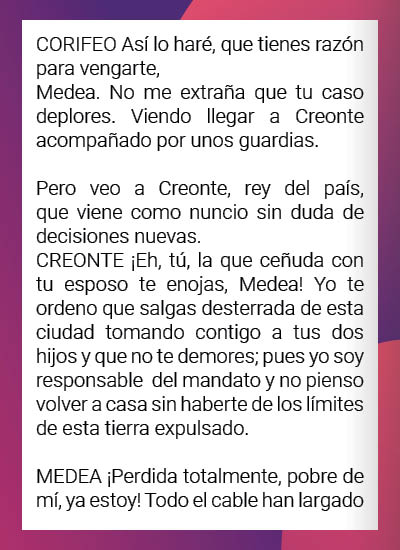 CORIFEO Así lo haré, que tienes razón
para vengarte,
Medea. No me extraña que tu caso
deplores. Viendo llegar a Creonte
acompañado por unos guardias.
Pero veo a Creonte, rey del país,
que viene como nuncio sin duda de
decisiones nuevas.
CREONTE ¡Eh, tú, la que ceñuda con
tu esposo te enojas, Medea! Yo te
ordeno que salgas desterrada de esta
ciudad tomando contigo a tus dos
hijos y que no te demores; pues yo soy
responsable del mandato y no pienso
volver a casa sin haberte de los límites
de esta tierra expulsado.
MEDEA ¡Perdida totalmente, pobre de
mí, ya estoy! Todo el cable han largado